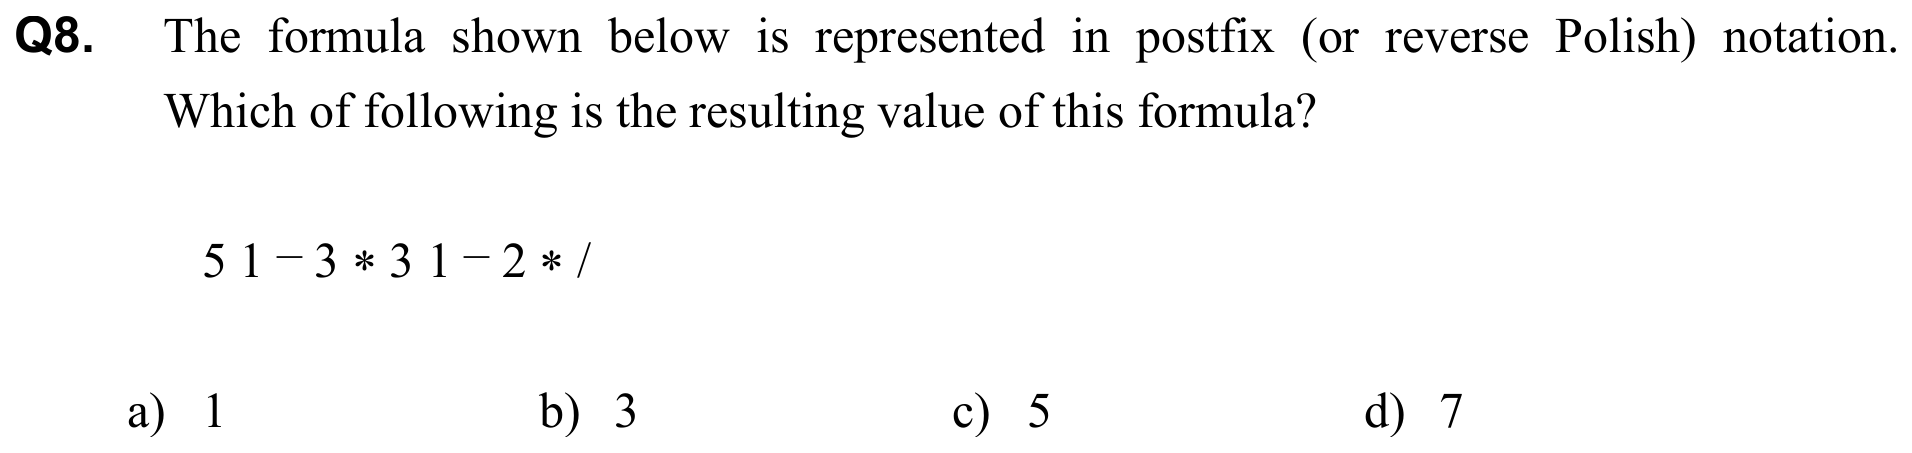 Q8. The formula shown below is represented in postfix (or reverse Polish) notation.
Which of following is the resulting value of this formula?
5 1 − 3 * 3 1 − 2 * /
a) 1 b) 3 c) 5 d) 7